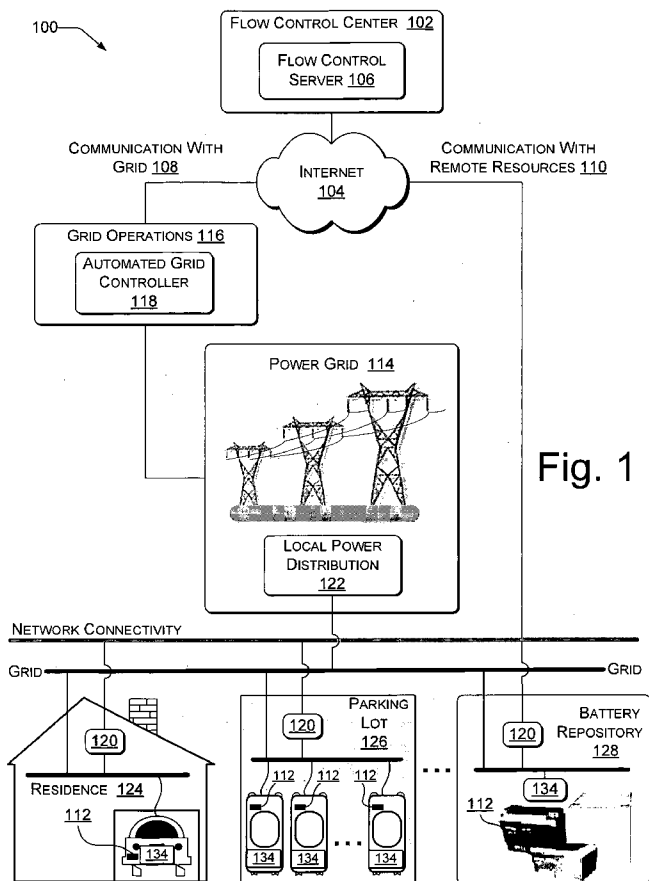 100
FLOW CONTROL CENTER 102
FLOW CONTROL
SERVER 106
COMMUNICATION WITH
GRID 108
INTERNET
104
COMMUNICATION WITH
REMOTE RESOURCES 110
GRID OPERATIONS 116
AUTOMATED GRID
CONTROLLER
118
POWER GRID 114
Fig. 1
LOCAL POWER
DISTRIBUTION
122
NETWORK CONNECTIVITY
GRID
GRID
120
RESIDENCE 124
112
134
120
PARKING
LOT
126
112
112
112
...
134
134
134
...
120
BATTERY
REPOSITORY
128
134
112